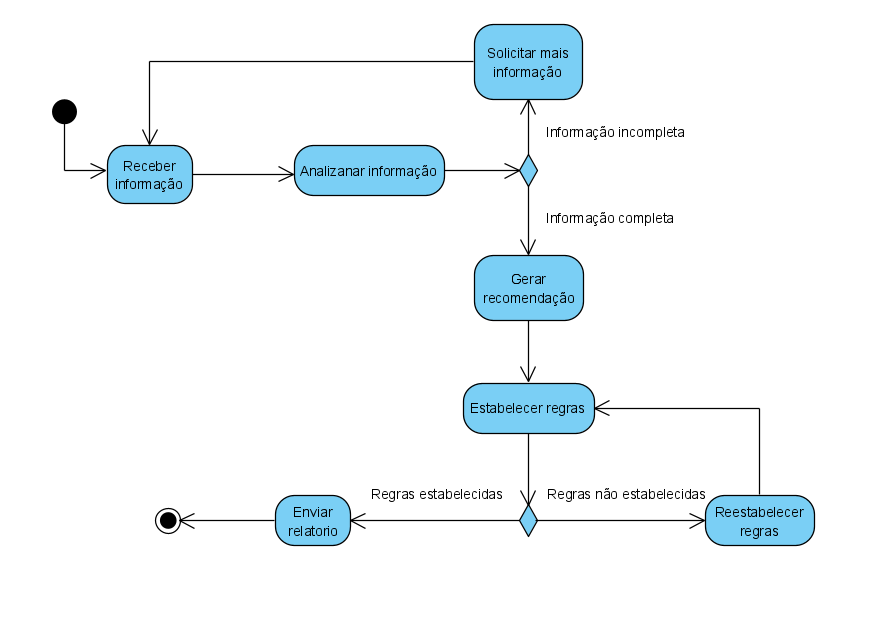 Solicitar mais
informação
Informação incompleta
Receber
informação
Analizanar informação
Informação completa
Gerar
recomendação
Estabelecer regras
Regras estabelecidas
Regras não estabelecidas
Enviar
relatorio
Reestabelecer
regras